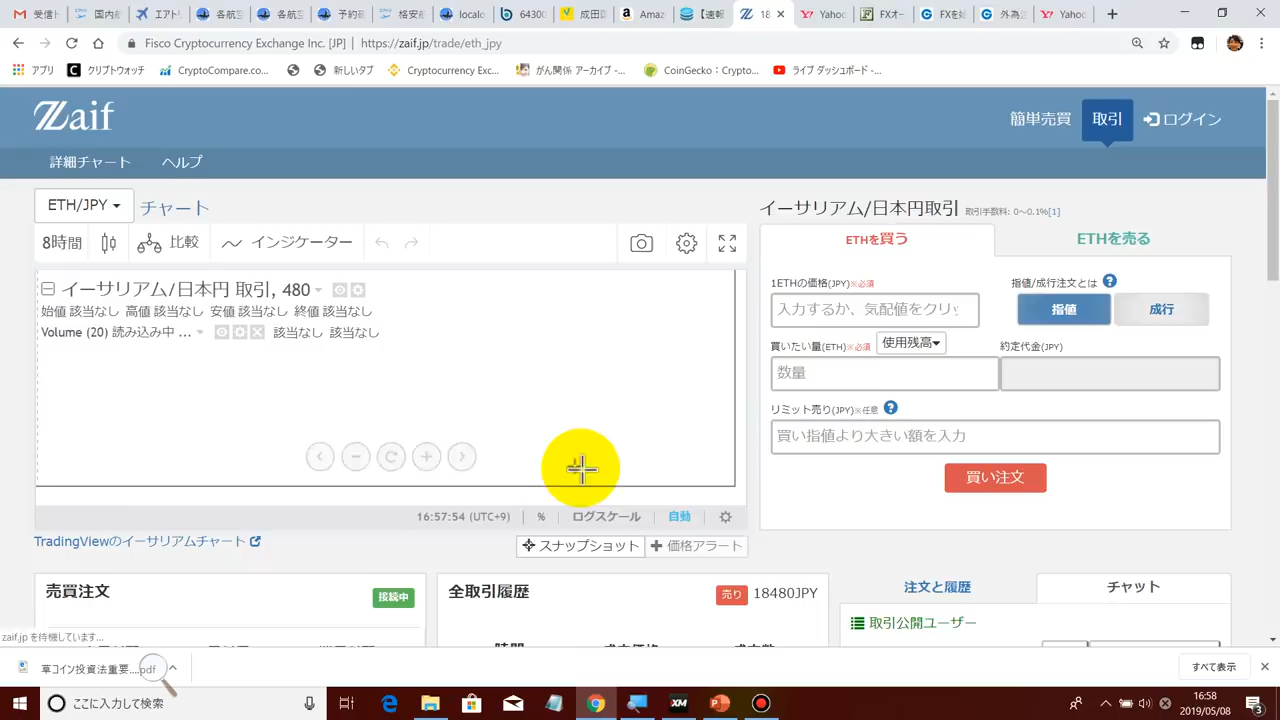 受信ト
国内船
エアトリ
各航空
各航空
予約確
格安航
localo
64300
成田国
Amaz
【速報
18
Yahoo
FXオー
FXを始
外為
Yahoo
Fisco Cryptocurrency Exchange Inc. [JP] | https://zaif.jp/trade/eth_jpy
アプリ クリプトウォッチ CryptoCompare.co... 新しいタブ Cryptocurrency Exc... がん関係 アーカイブ -... CoinGecko：Crypto... ライブ ダッシュボード -...
Zaif
簡単売買 取引 ログイン
詳細チャート ヘルプ
ETH/JPY チャート
8時間 比較 インジケーター
イーサリアム/日本円 取引, 480
始値 該当なし 高値 該当なし 安値 該当なし 終値 該当なし
Volume (20) 読み込み中 ... 該当なし 該当なし
16:57:54 (UTC+9) % ログスケール 自動
TradingViewのイーサリアムチャート
スナップショット 価格アラート
イーサリアム/日本円取引 取引手数料: 0～0.1%[1]
ETHを買う ETHを売る
1ETHの価格(JPY)※必須 指値/成行注文とは
入力するか、気配値をクリッ 指値 成行
買いたい量(ETH)※必須 使用残高 約定代金(JPY)
数量
リミット売り(JPY)※任意
買い指値より大きい額を入力
買い注文
売買注文 接続中
全取引履歴 売り 18480JPY
注文と履歴 チャット
取引公開ユーザー
zaif.jp を待機しています...
草コイン投資法重要....pdf すべて表示
ここに入力して検索
XM
16:58
2019/05/08
3